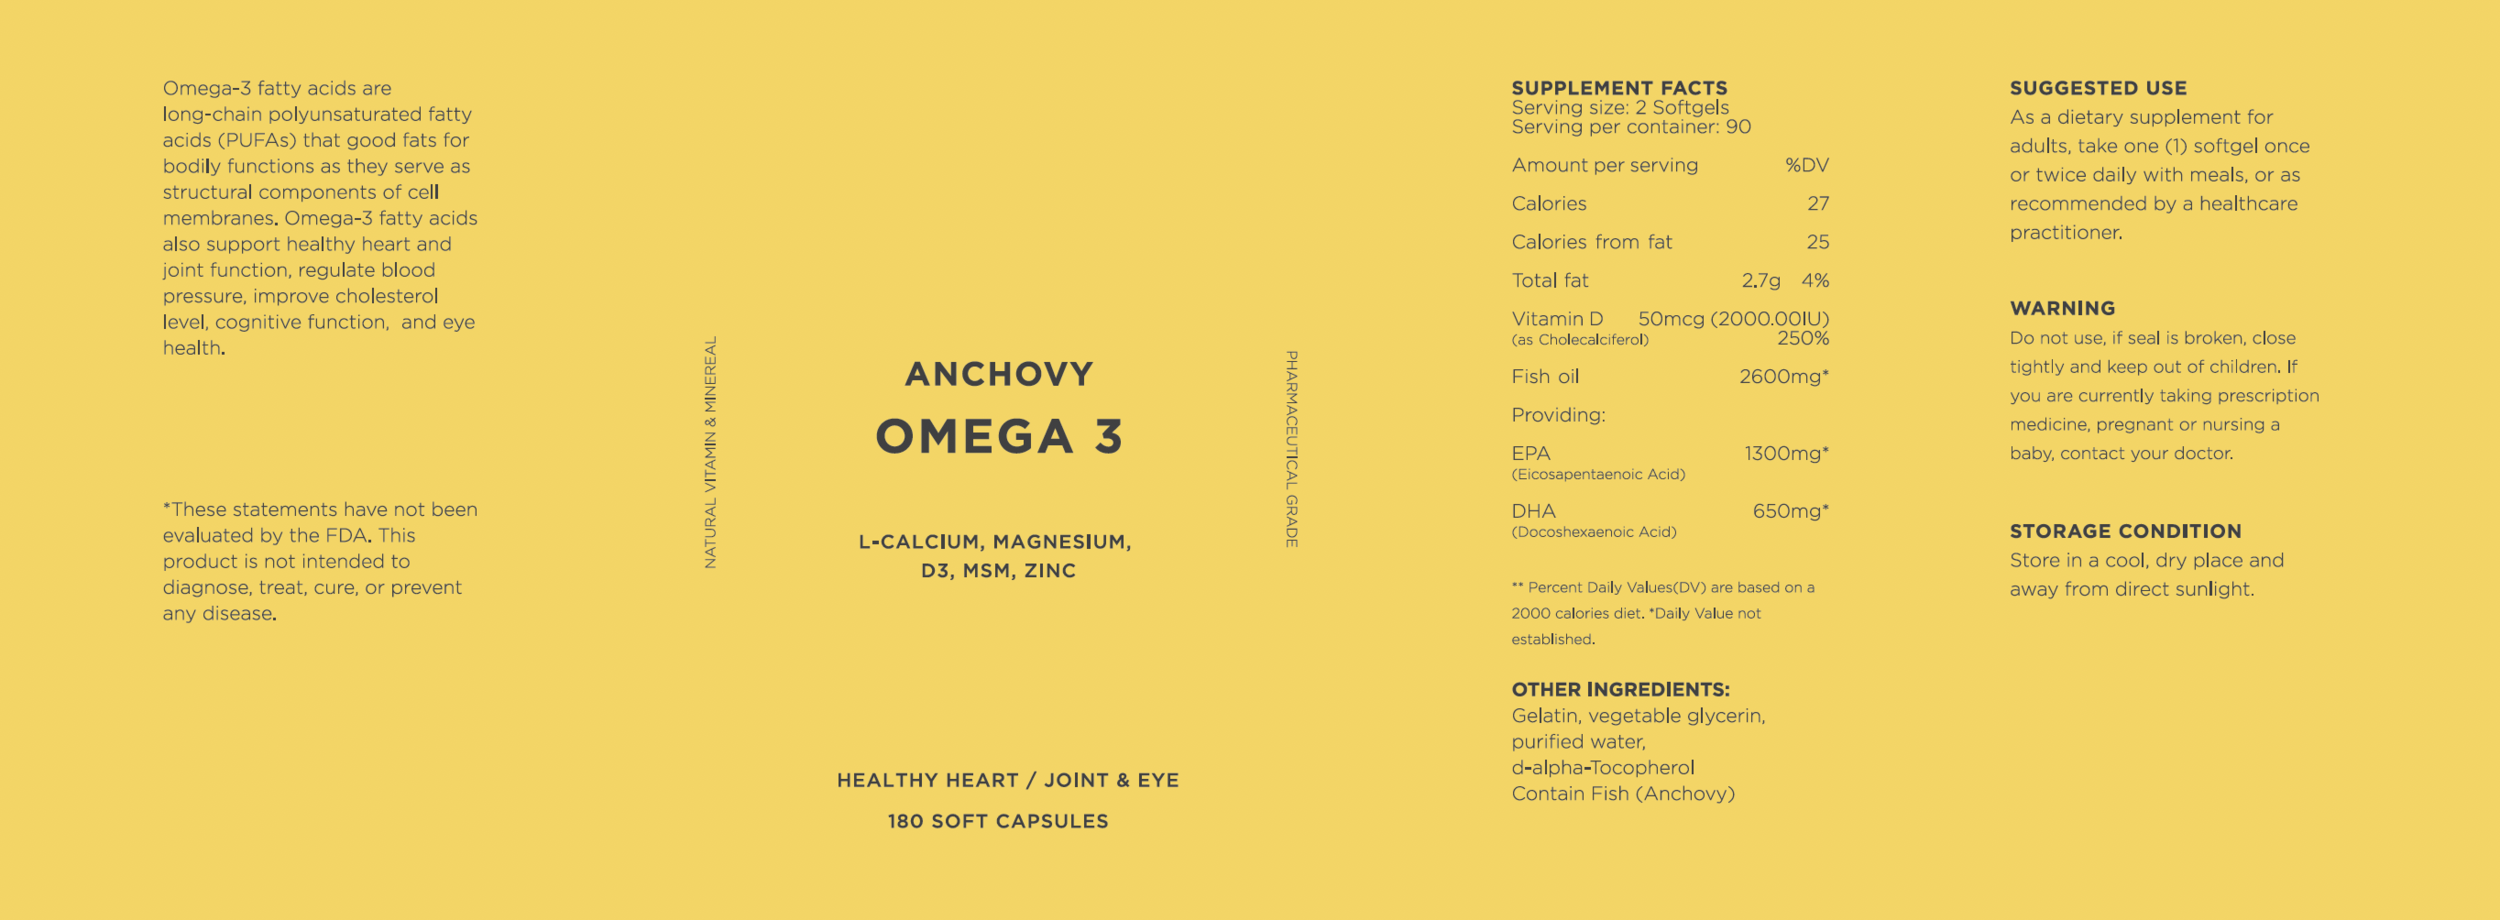 Omega-3 fatty acids are
long-chain polyunsaturated fatty
acids (PUFAs) that good fats for
bodily functions as they serve as
structural components of cell
membranes. Omega-3 fatty acids
also support healthy heart and
joint function, regulate blood
pressure, improve cholesterol
level, cognitive function, and eye
health.
*These statements have not been
evaluated by the FDA. This
product is not intended to
diagnose, treat, cure, or prevent
any disease.
NATURAL VITAMIN & MINEREAL
ANCHOVY
OMEGA 3
L-CALCIUM, MAGNESIUM,
D3, MSM, ZINC
HEALTHY HEART / JOINT & EYE
180 SOFT CAPSULES
PHARMACEUTICAL GRADE
SUPPLEMENT FACTS
Serving size: 2 Softgels
Serving per container: 90
Amount per serving %DV
Calories 27
Calories from fat 25
Total fat 2.7g 4%
Vitamin D 50mcg (2000.00IU)
(as Cholecalciferol) 250%
Fish oil 2600mg*
Providing:
EPA 1300mg*
(Eicosapentaenoic Acid)
DHA 650mg*
(Docoshexaenoic Acid)
** Percent Daily Values(DV) are based on a
2000 calories diet. *Daily Value not
established.
OTHER INGREDIENTS:
Gelatin, vegetable glycerin,
purified water,
d-alpha-Tocopherol
Contain Fish (Anchovy)
SUGGESTED USE
As a dietary supplement for
adults, take one (1) softgel once
or twice daily with meals, or as
recommended by a healthcare
practitioner.
WARNING
Do not use, if seal is broken, close
tightly and keep out of children. If
you are currently taking prescription
medicine, pregnant or nursing a
baby, contact your doctor.
STORAGE CONDITION
Store in a cool, dry place and
away from direct sunlight.